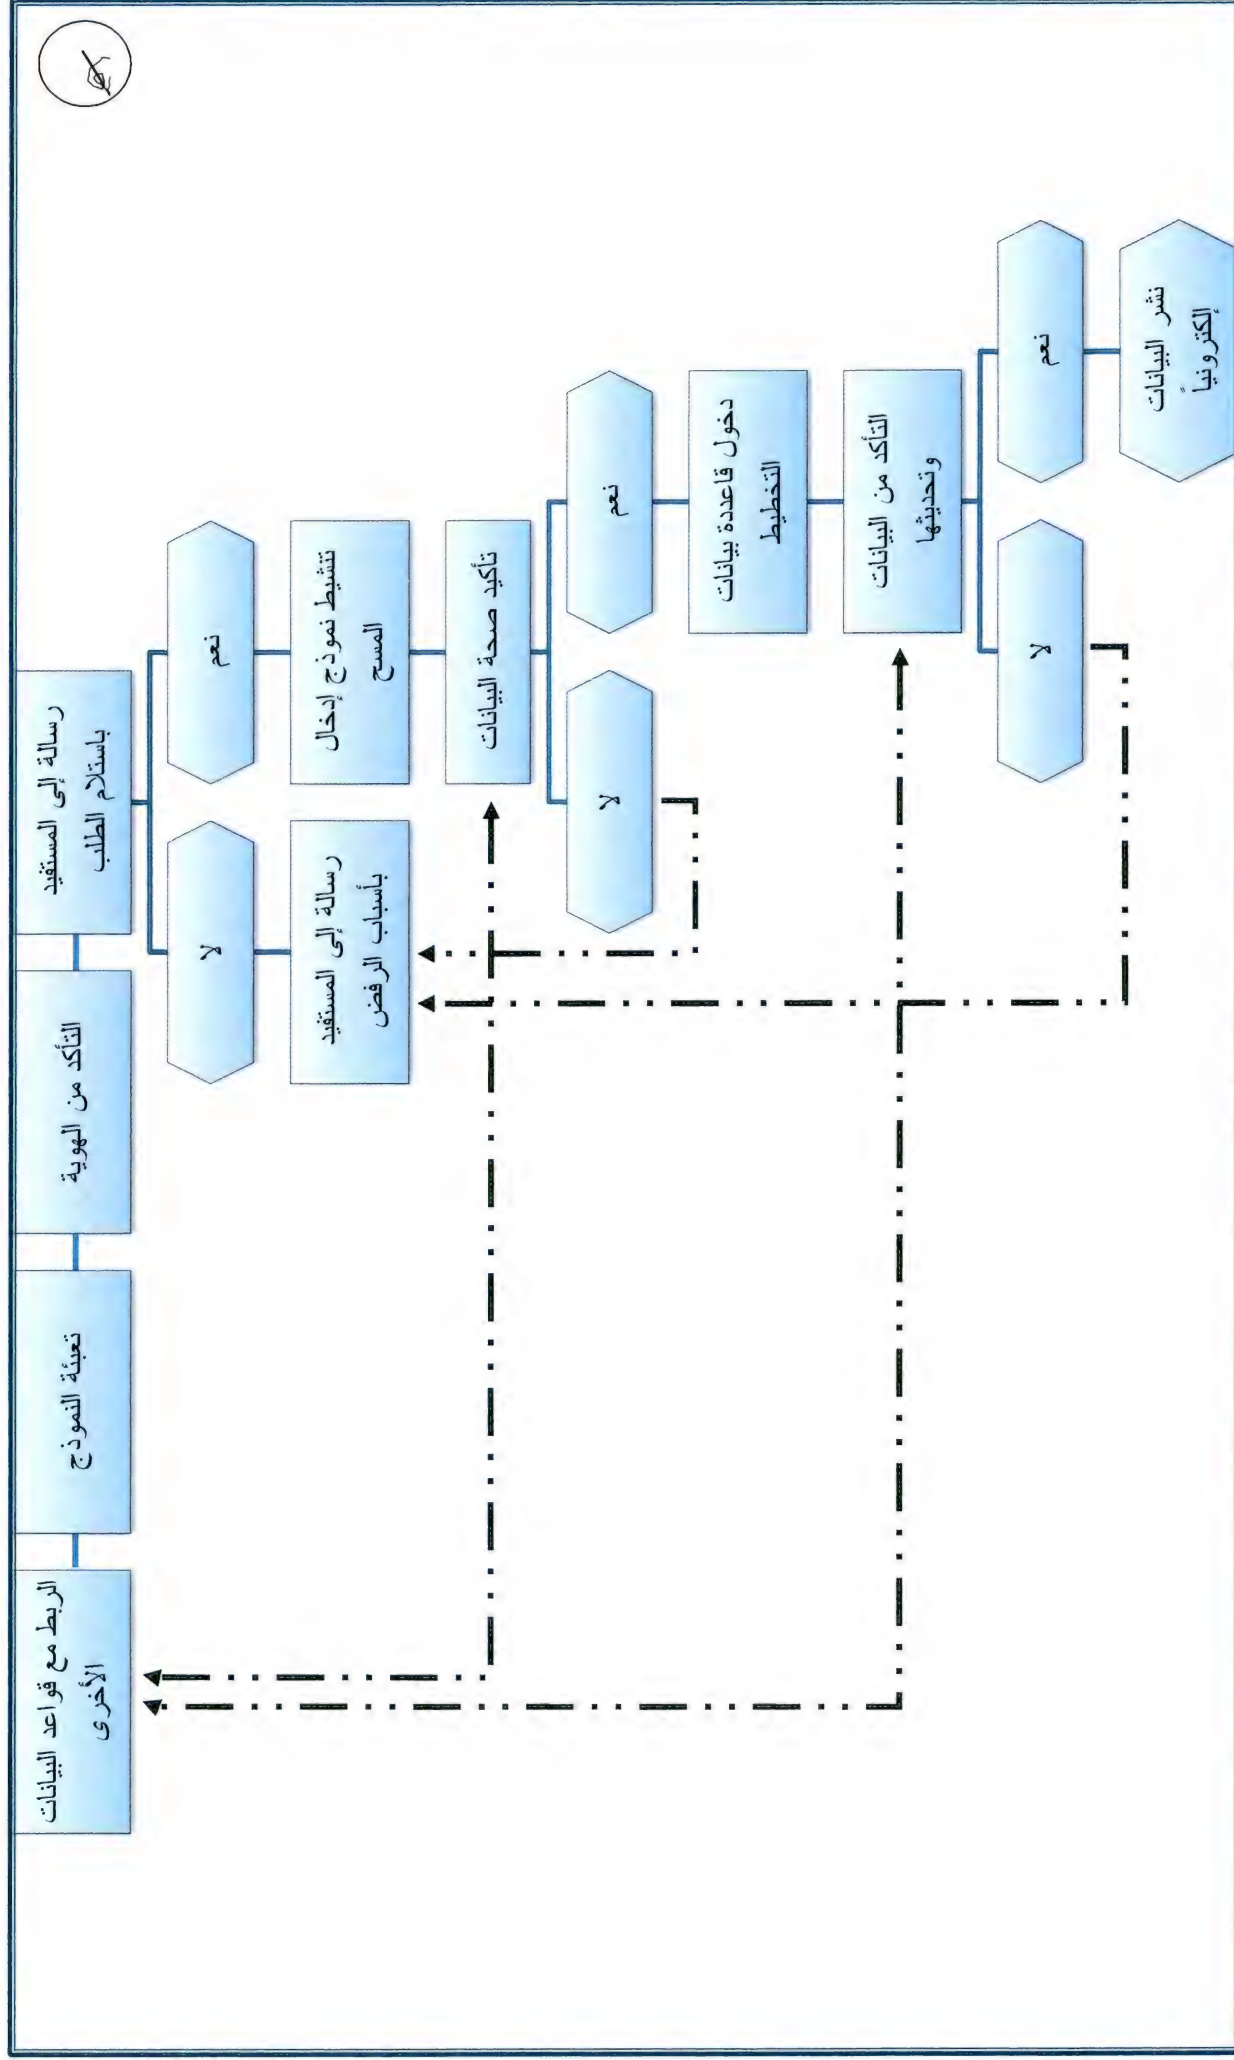 رسالة إلى المستفيد
باستلام الطلب
التأكد من الهوية
تعبئة النموذج
الربط مع قواعد البيانات
الأخرى
نعم
لا
تنشيط نموذج إدخال
المسح
رسالة إلى المستفيد
بأسباب الرفض
تأكيد صحة البيانات
نعم
لا
دخول قاعددة بيانات
التخطيط
التأكد من البيانات
وتحديثها
نعم
لا
نشر البيانات
إلكترونياً